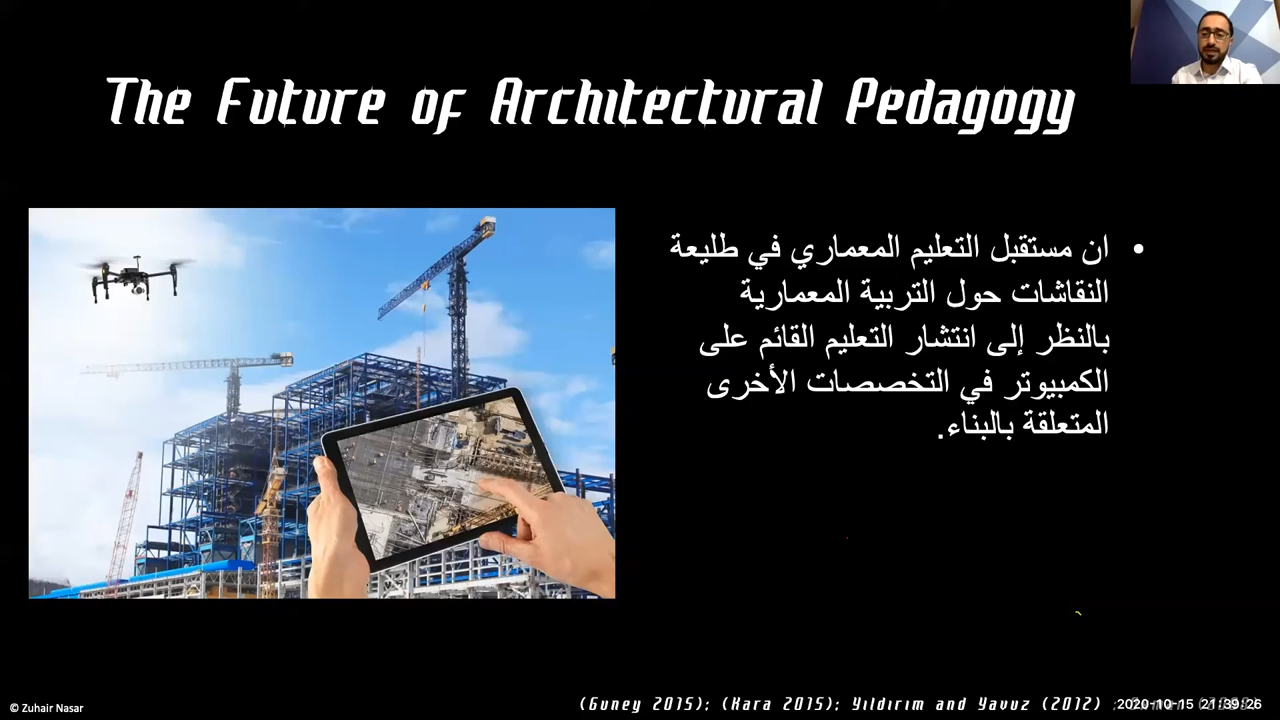 The Future of Architectural Pedagogy
ان مستقبل التعليم المعماري في طليعة
النقاشات حول التربية المعمارية
بالنظر إلى انتشار التعليم القائم على
الكمبيوتر في التخصصات الأخرى
المتعلقة بالبناء.
© Zuhair Nasar
(Guney 2015); (Kara 2015); Yıldırım and Yavuz (2012)
2020-10-15 21:39:26